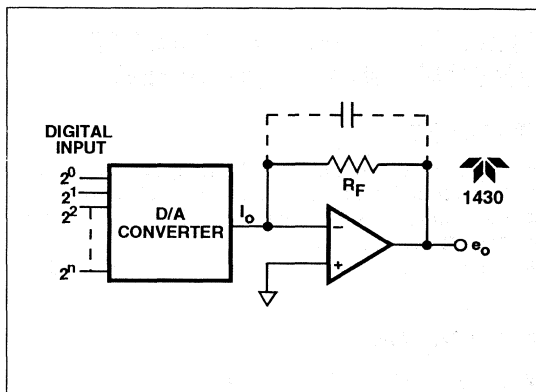 DIGITAL
INPUT
2⁰
2¹
2²
2ⁿ
D/A
CONVERTER
I₀
R_F
−
+
1430
e₀